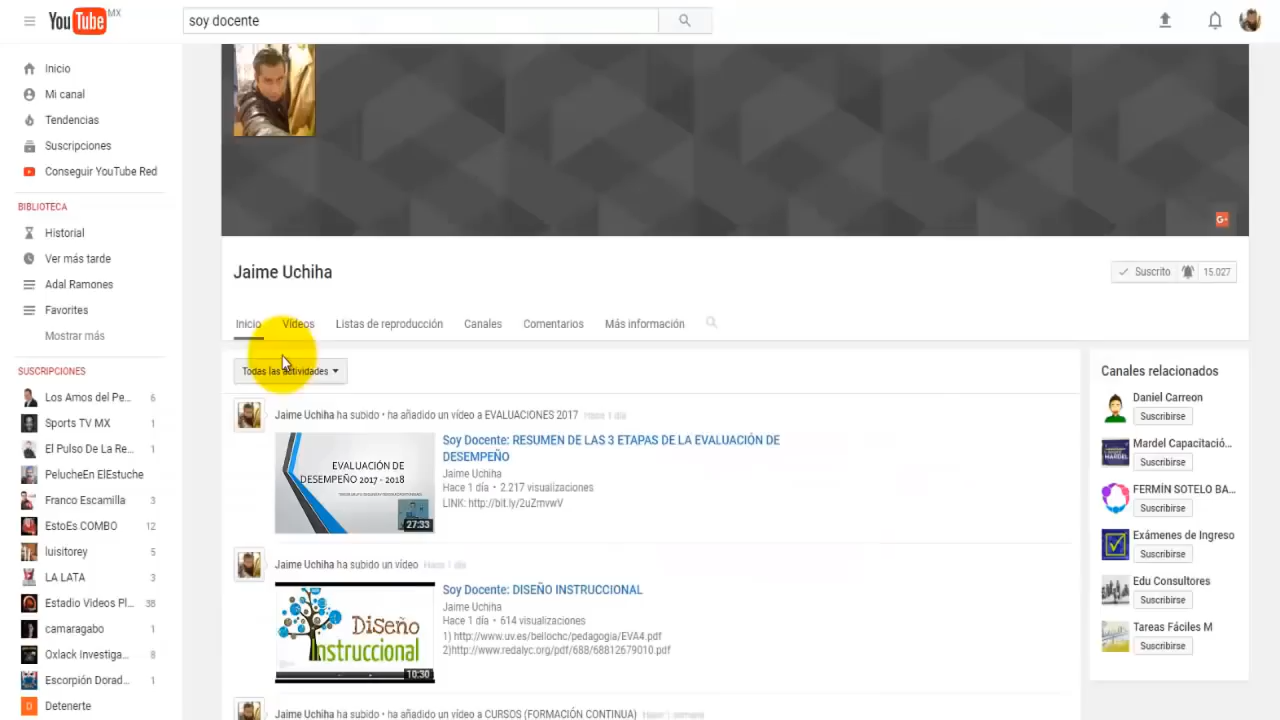 YouTube MX
soy docente
Inicio
Mi canal
Tendencias
Suscripciones
Conseguir YouTube Red
BIBLIOTECA
Historial
Ver más tarde
Adal Ramones
Favorites
Mostrar más
SUSCRIPCIONES
Los Amos del Pe... 6
Sports TV MX 1
El Pulso De La Re... 1
PelucheEn ElEstuche
Franco Escamilla 3
EstoEs COMBO 12
luisitorey 5
LA LATA 3
Estadio Videos Pl... 38
camaragabo 1
Oxlack Investiga... 8
Escorpión Dorad... 1
D Detenerte
G+
Jaime Uchiha
Suscrito 15.027
Inicio Vídeos Listas de reproducción Canales Comentarios Más información
Todas las actividades
Jaime Uchiha ha subido • ha añadido un vídeo a EVALUACIONES 2017 Hace 1 día
EVALUACIÓN DE
DESEMPEÑO 2017 - 2018
27:33
Soy Docente: RESUMEN DE LAS 3 ETAPAS DE LA EVALUACIÓN DE
DESEMPEÑO
Jaime Uchiha
Hace 1 día • 2.217 visualizaciones
LINK: http://bit.ly/2uZmvwV
Jaime Uchiha ha subido un vídeo Hace 1 día
Diseño
Instruccional
10:30
Soy Docente: DISEÑO INSTRUCCIONAL
Jaime Uchiha
Hace 1 día • 614 visualizaciones
1) http://www.uv.es/bellochc/pedagogia/EVA4.pdf
2)http://www.redalyc.org/pdf/688/68812679010.pdf
Jaime Uchiha ha subido • ha añadido un vídeo a CURSOS (FORMACIÓN CONTINUA) Hace 1 semana
Canales relacionados
Daniel Carreon
Suscribirse
Mardel Capacitació...
Suscribirse
FERMÍN SOTELO BA...
Suscribirse
Exámenes de Ingreso
Suscribirse
Edu Consultores
Suscribirse
Tareas Fáciles M
Suscribirse